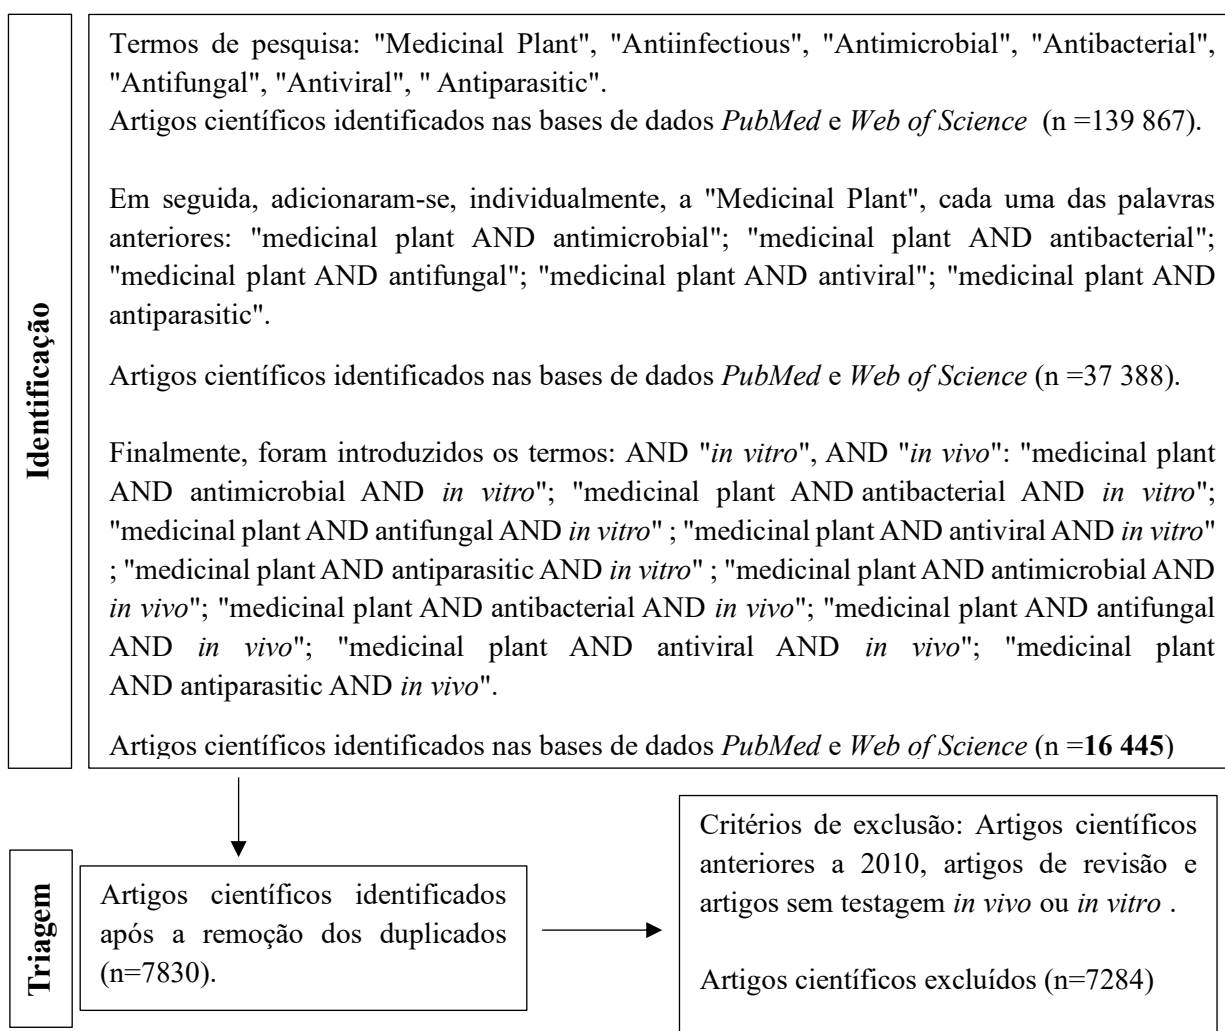 Identificação
Termos de pesquisa: "Medicinal Plant", "Antiinfectious", "Antimicrobial", "Antibacterial",
"Antifungal", "Antiviral", " Antiparasitic".
Artigos científicos identificados nas bases de dados PubMed e Web of Science (n =139 867).
Em seguida, adicionaram-se, individualmente, a "Medicinal Plant", cada uma das palavras
anteriores: "medicinal plant AND antimicrobial"; "medicinal plant AND antibacterial";
"medicinal plant AND antifungal"; "medicinal plant AND antiviral"; "medicinal plant AND
antiparasitic".
Artigos científicos identificados nas bases de dados PubMed e Web of Science (n =37 388).
Finalmente, foram introduzidos os termos: AND "in vitro", AND "in vivo": "medicinal plant
AND antimicrobial AND in vitro"; "medicinal plant AND antibacterial AND in vitro";
"medicinal plant AND antifungal AND in vitro" ; "medicinal plant AND antiviral AND in vitro"
; "medicinal plant AND antiparasitic AND in vitro" ; "medicinal plant AND antimicrobial AND
in vivo"; "medicinal plant AND antibacterial AND in vivo"; "medicinal plant AND antifungal
AND in vivo"; "medicinal plant AND antiviral AND in vivo"; "medicinal plant
AND antiparasitic AND in vivo".
Artigos científicos identificados nas bases de dados PubMed e Web of Science (n =16 445)
Triagem
Artigos científicos identificados
após a remoção dos duplicados
(n=7830).
Critérios de exclusão: Artigos científicos
anteriores a 2010, artigos de revisão e
artigos sem testagem in vivo ou in vitro .
Artigos científicos excluídos (n=7284)